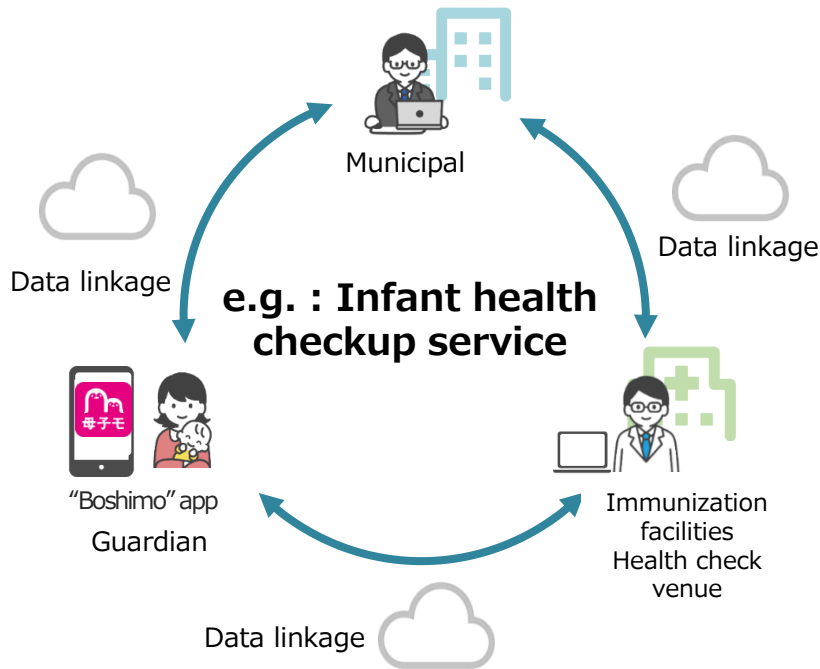 Municipal
Data linkage
Data linkage
e.g. : Infant health
checkup service
母子モ
“Boshimo” app
Guardian
Immunization
facilities
Health check
venue
Data linkage